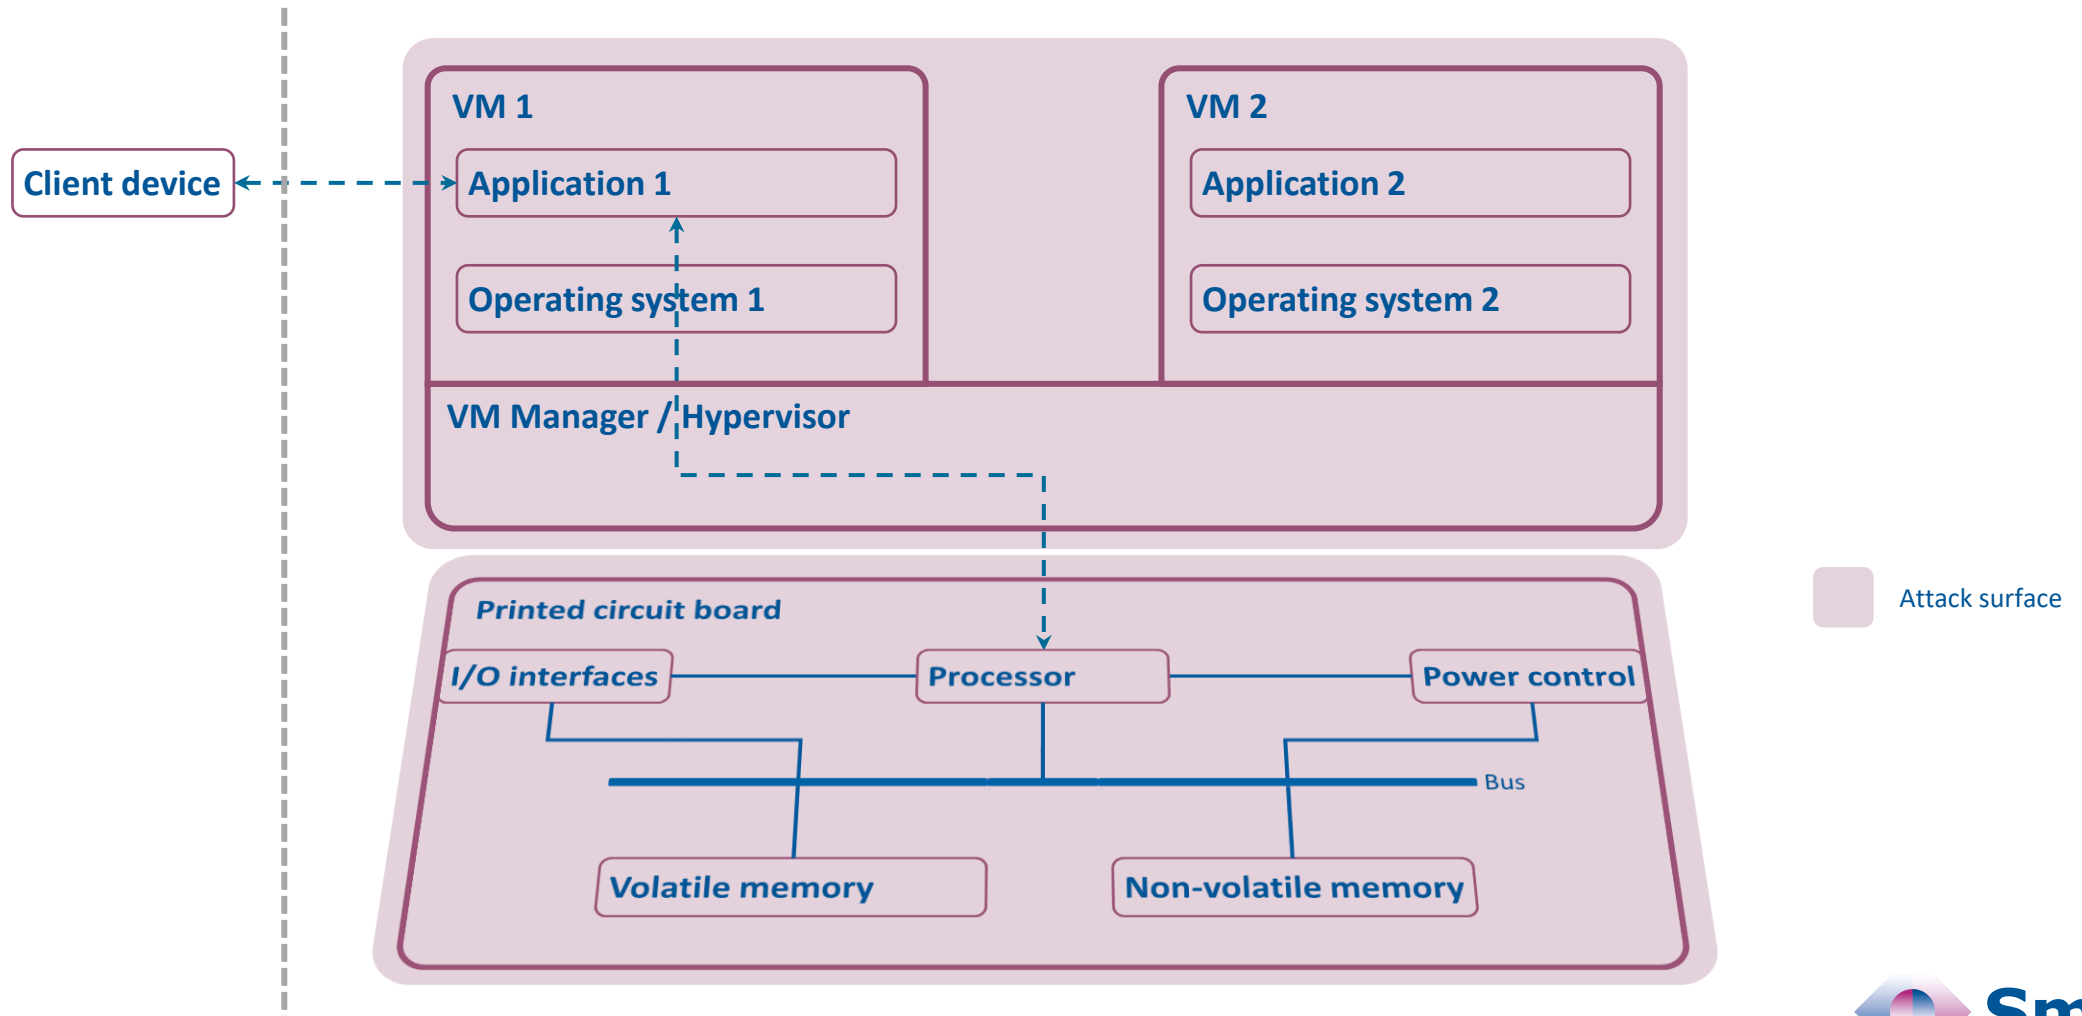 VM 1
VM 2
Client device
Application 1
Application 2
Operating system 1
Operating system 2
VM Manager / Hypervisor
Printed circuit board
Attack surface
I/O interfaces
Processor
Power control
Bus
Volatile memory
Non-volatile memory